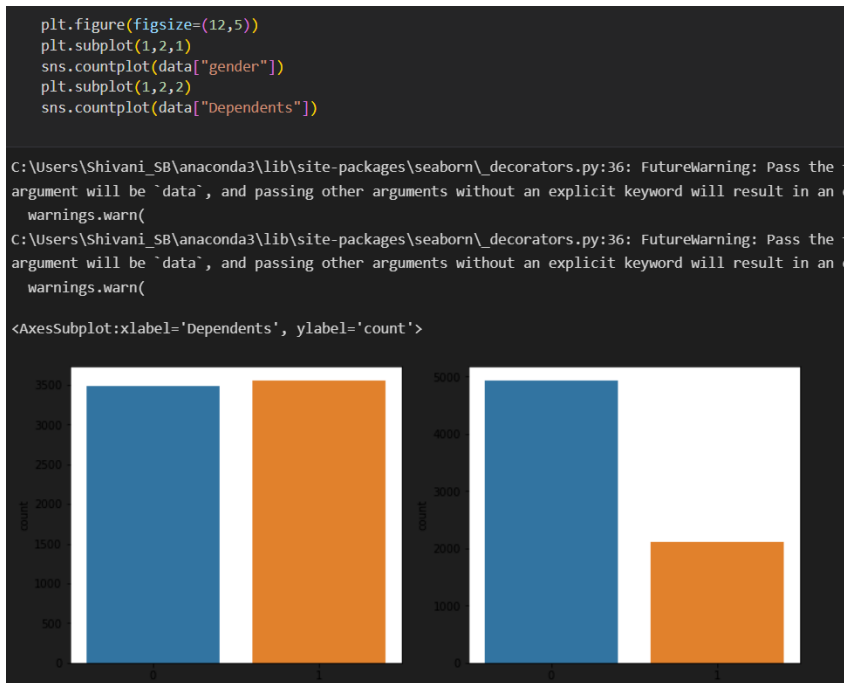 plt.figure(figsize=(12,5))
plt.subplot(1,2,1)
sns.countplot(data["gender"])
plt.subplot(1,2,2)
sns.countplot(data["Dependents"])
C:\Users\Shivani_SB\anaconda3\lib\site-packages\seaborn\_decorators.py:36: FutureWarning: Pass the
argument will be `data`, and passing other arguments without an explicit keyword will result in an
warnings.warn(
C:\Users\Shivani_SB\anaconda3\lib\site-packages\seaborn\_decorators.py:36: FutureWarning: Pass the
argument will be `data`, and passing other arguments without an explicit keyword will result in an
warnings.warn(
<AxesSubplot:xlabel='Dependents', ylabel='count'>
3500
3000
2500
2000
1500
1000
500
0
count
0 1
5000
4000
3000
2000
1000
0
count
0 1